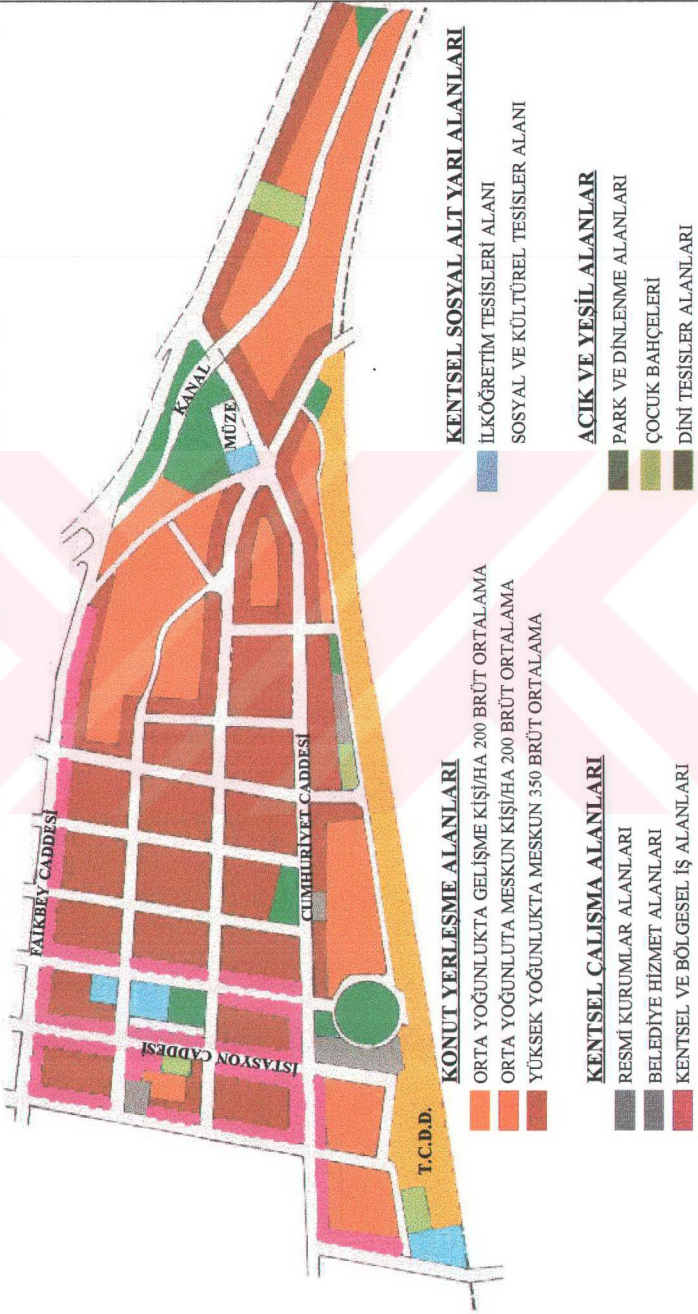 FAİKBEY CADDESİ
İSTASYON CADDESİ
CUMHURİYET CADDESİ
KANAL
MÜZE
T.C.D.D.
KONUT YERLEŞME ALANLARI
ORTA YOĞUNLUKTA GELİŞME KİŞİ/HA 200 BRÜT ORTALAMA
ORTA YOĞUNLUTA MESKUN KİŞİ/HA 200 BRÜT ORTALAMA
YÜKSEK YOĞUNLUKTA MESKUN 350 BRÜT ORTALAMA
KENTSEL ÇALIŞMA ALANLARI
RESMİ KURUMLAR ALANLARI
BELEDİYE HİZMET ALANLARI
KENTSEL VE BÖLGESEL İŞ ALANLARI
KENTSEL SOSYAL ALT YARI ALANLARI
İLKÖĞRETİM TESİSLERİ ALANI
SOSYAL VE KÜLTÜREL TESİSLER ALANI
AÇIK VE YEŞİL ALANLAR
PARK VE DİNLENME ALANLARI
ÇOCUK BAHÇELERİ
DİNİ TESİSLER ALANLARI